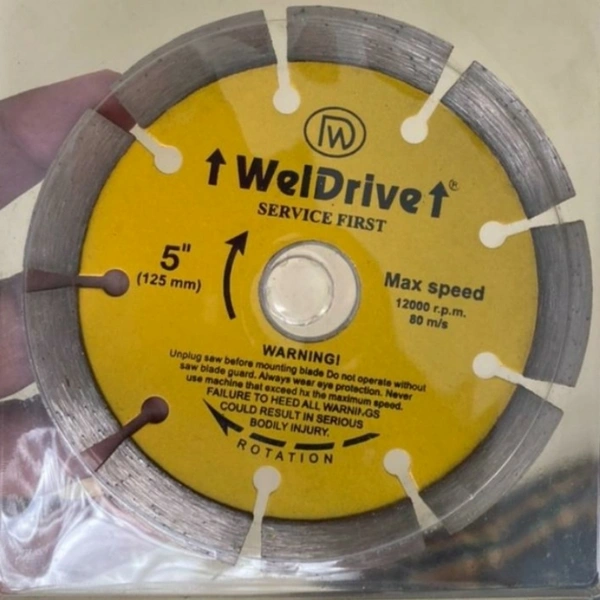 DW
WelDrive®
SERVICE FIRST
5"
(125 mm)
Max speed
12000 r.p.m.
80 m/s
WARNING!
Unplug saw before mounting blade Do not operate without
saw blade guard. Always wear eye protection. Never
use machine that exceed hx the maximum speed.
FAILURE TO HEED ALL WARNINGS
COULD RESULT IN SERIOUS
BODILY INJURY.
ROTATION